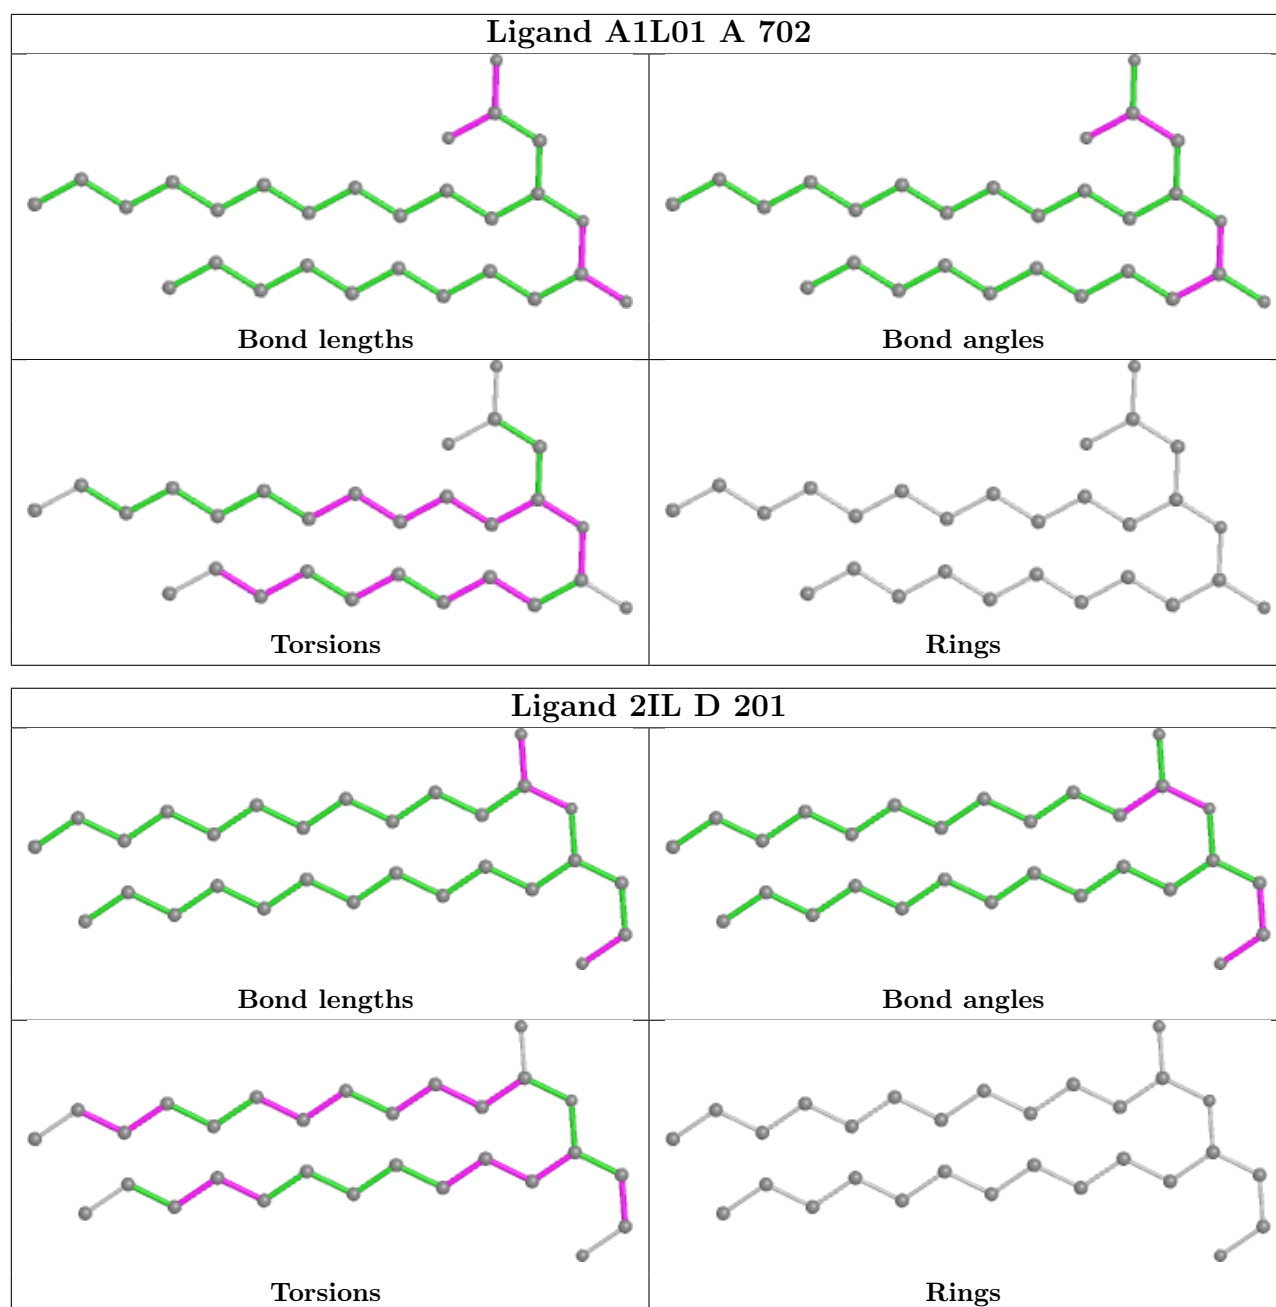 Ligand A1L01 A 702
Bond lengths
Bond angles
Torsions
Rings
Ligand 2IL D 201
Bond lengths
Bond angles
Torsions
Rings